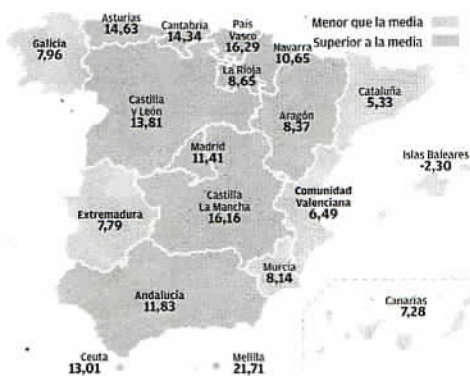 Asturias
14,63
Cantabria
14,34
País
Vasco
16,29
Navarra
10,65
Menor que la media
Superior a la media
Galicia
7,96
La Rioja
8,65
Cataluña
5,33
Castilla
y León
13,81
Aragón
8,37
Madrid
11,41
Islas Baleares
-2,30
Castilla
La Mancha
16,16
Comunidad
Valenciana
6,49
Extremadura
7,79
Murcia
8,14
Andalucía
11,83
Canarias
7,28
Ceuta
13,01
Melilla
21,71